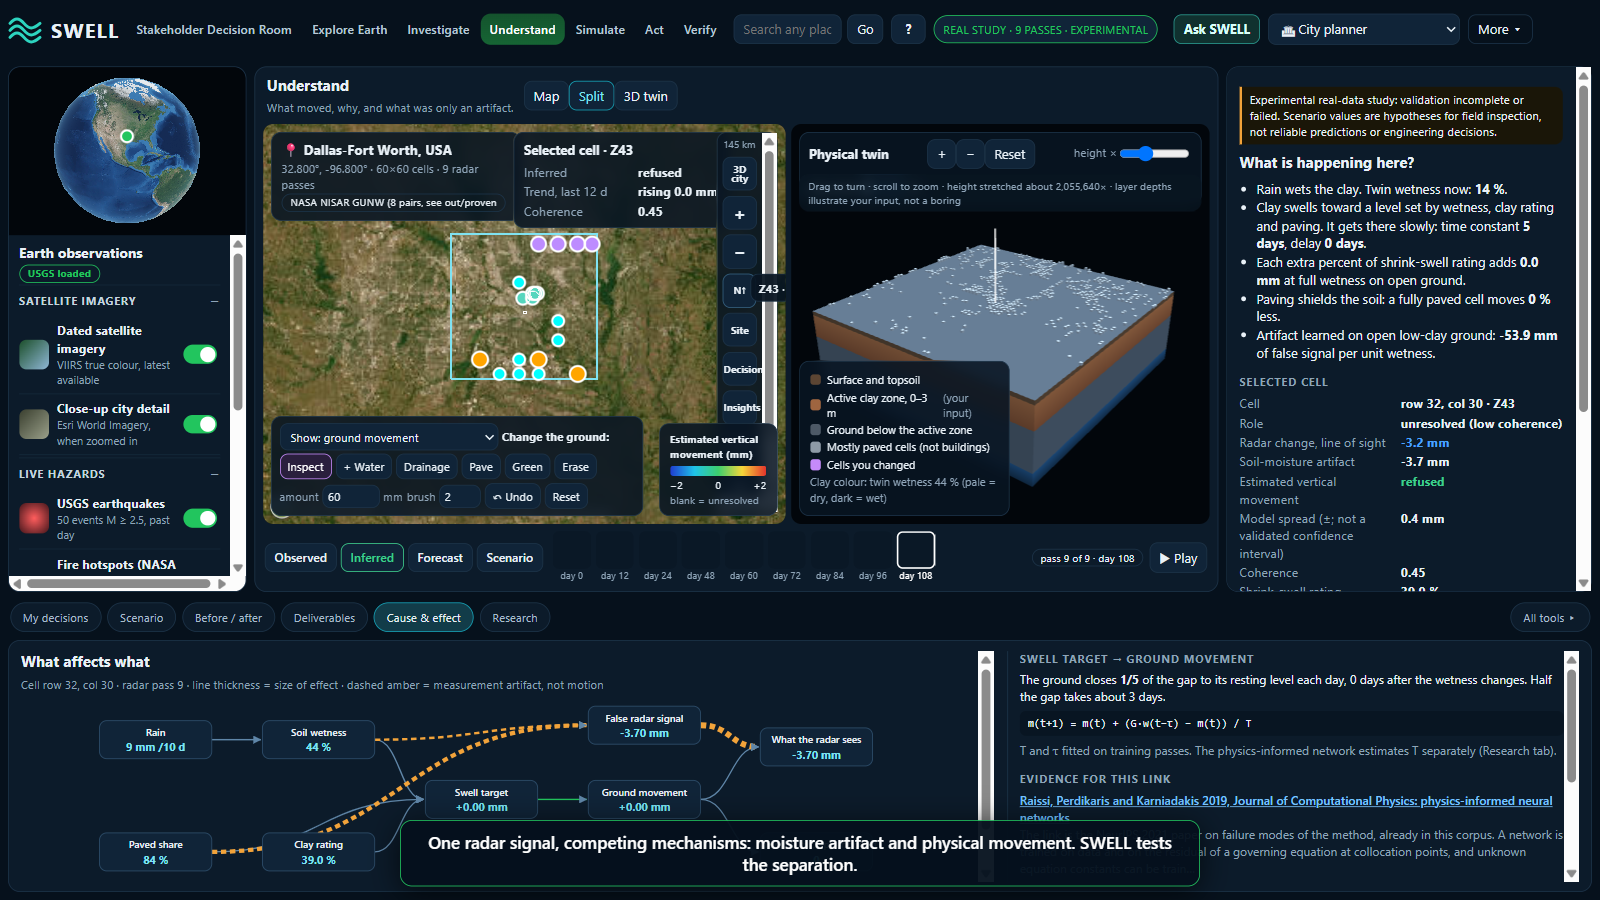 SWELL
Stakeholder Decision Room
Explore Earth
Investigate
Understand
Simulate
Act
Verify
Search any plac
Go
?
REAL STUDY · 9 PASSES · EXPERIMENTAL
Ask SWELL
City planner
More
Earth observations
USGS loaded
SATELLITE IMAGERY
Dated satellite
imagery
VIIRS true colour, latest
available
Close-up city detail
Esri World Imagery,
when zoomed in
LIVE HAZARDS
USGS earthquakes
50 events M ≥ 2.5, past
day
Fire hotspots (NASA
Understand
What moved, why, and what was only an artifact.
Map
Split
3D twin
Dallas-Fort Worth, USA
32.800°, -96.800° · 60×60 cells · 9 radar
passes
NASA NISAR GUNW (8 pairs, see out/proven
Selected cell · Z43
Inferred refused
Trend, last 12 d rising 0.0 mm
Coherence 0.45
145 km
3D
city
+
−
N↑
Z43 ·
Site
Decision
Insights
Show: ground movement
Change the ground:
Inspect
+ Water
Drainage
Pave
Green
Erase
amount 60 mm brush 2
↶ Undo
Reset
Estimated vertical
movement (mm)
−2 0 +2
blank = unresolved
Physical twin
+
−
Reset
height ×
Drag to turn · scroll to zoom · height stretched about 2,055,640× · layer depths
illustrate your input, not a boring
Surface and topsoil
Active clay zone, 0–3
m
(your
input)
Ground below the active zone
Mostly paved cells (not buildings)
Cells you changed
Clay colour: twin wetness 44 % (pale =
dry, dark = wet)
Observed
Inferred
Forecast
Scenario
day 0
day 12
day 24
day 48
day 60
day 72
day 84
day 96
day 108
pass 9 of 9 · day 108
▶ Play
Experimental real-data study: validation incomplete or
failed. Scenario values are hypotheses for field inspection,
not reliable predictions or engineering decisions.
What is happening here?
• Rain wets the clay. Twin wetness now: 14 %.
• Clay swells toward a level set by wetness, clay rating
and paving. It gets there slowly: time constant 5
days, delay 0 days.
• Each extra percent of shrink-swell rating adds 0.0
mm at full wetness on open ground.
• Paving shields the soil: a fully paved cell moves 0 %
less.
• Artifact learned on open low-clay ground: -53.9 mm
of false signal per unit wetness.
SELECTED CELL
Cell row 32, col 30 · Z43
Role unresolved (low coherence)
Radar change, line of sight -3.2 mm
Soil-moisture artifact -3.7 mm
Estimated vertical
movement
refused
Model spread (±; not a
validated confidence
interval)
0.4 mm
Coherence 0.45
Shrink-swell rating 39.0 %
My decisions
Scenario
Before / after
Deliverables
Cause & effect
Research
All tools ▸
What affects what
Cell row 32, col 30 · radar pass 9 · line thickness = size of effect · dashed amber = measurement artifact, not motion
Rain
9 mm /10 d
Soil wetness
44 %
False radar signal
-3.70 mm
What the radar sees
-3.70 mm
Swell target
+0.00 mm
Ground movement
+0.00 mm
Paved share
84 %
Clay rating
39.0 %
SWELL TARGET → GROUND MOVEMENT
The ground closes 1/5 of the gap to its resting level each day, 0 days after the wetness changes. Half
the gap takes about 3 days.
m(t+1) = m(t) + (G·w(t−τ) − m(t)) / T
T and τ fitted on training passes. The physics-informed network estimates T separately (Research tab).
EVIDENCE FOR THIS LINK
Raissi, Perdikaris and Karniadakis 2019, Journal of Computational Physics: physics-informed neural
networks
on failure modes of the method, already in this corpus. A network is
of a governing equation at collocation points, and unknown
One radar signal, competing mechanisms: moisture artifact and physical movement. SWELL tests
the separation.